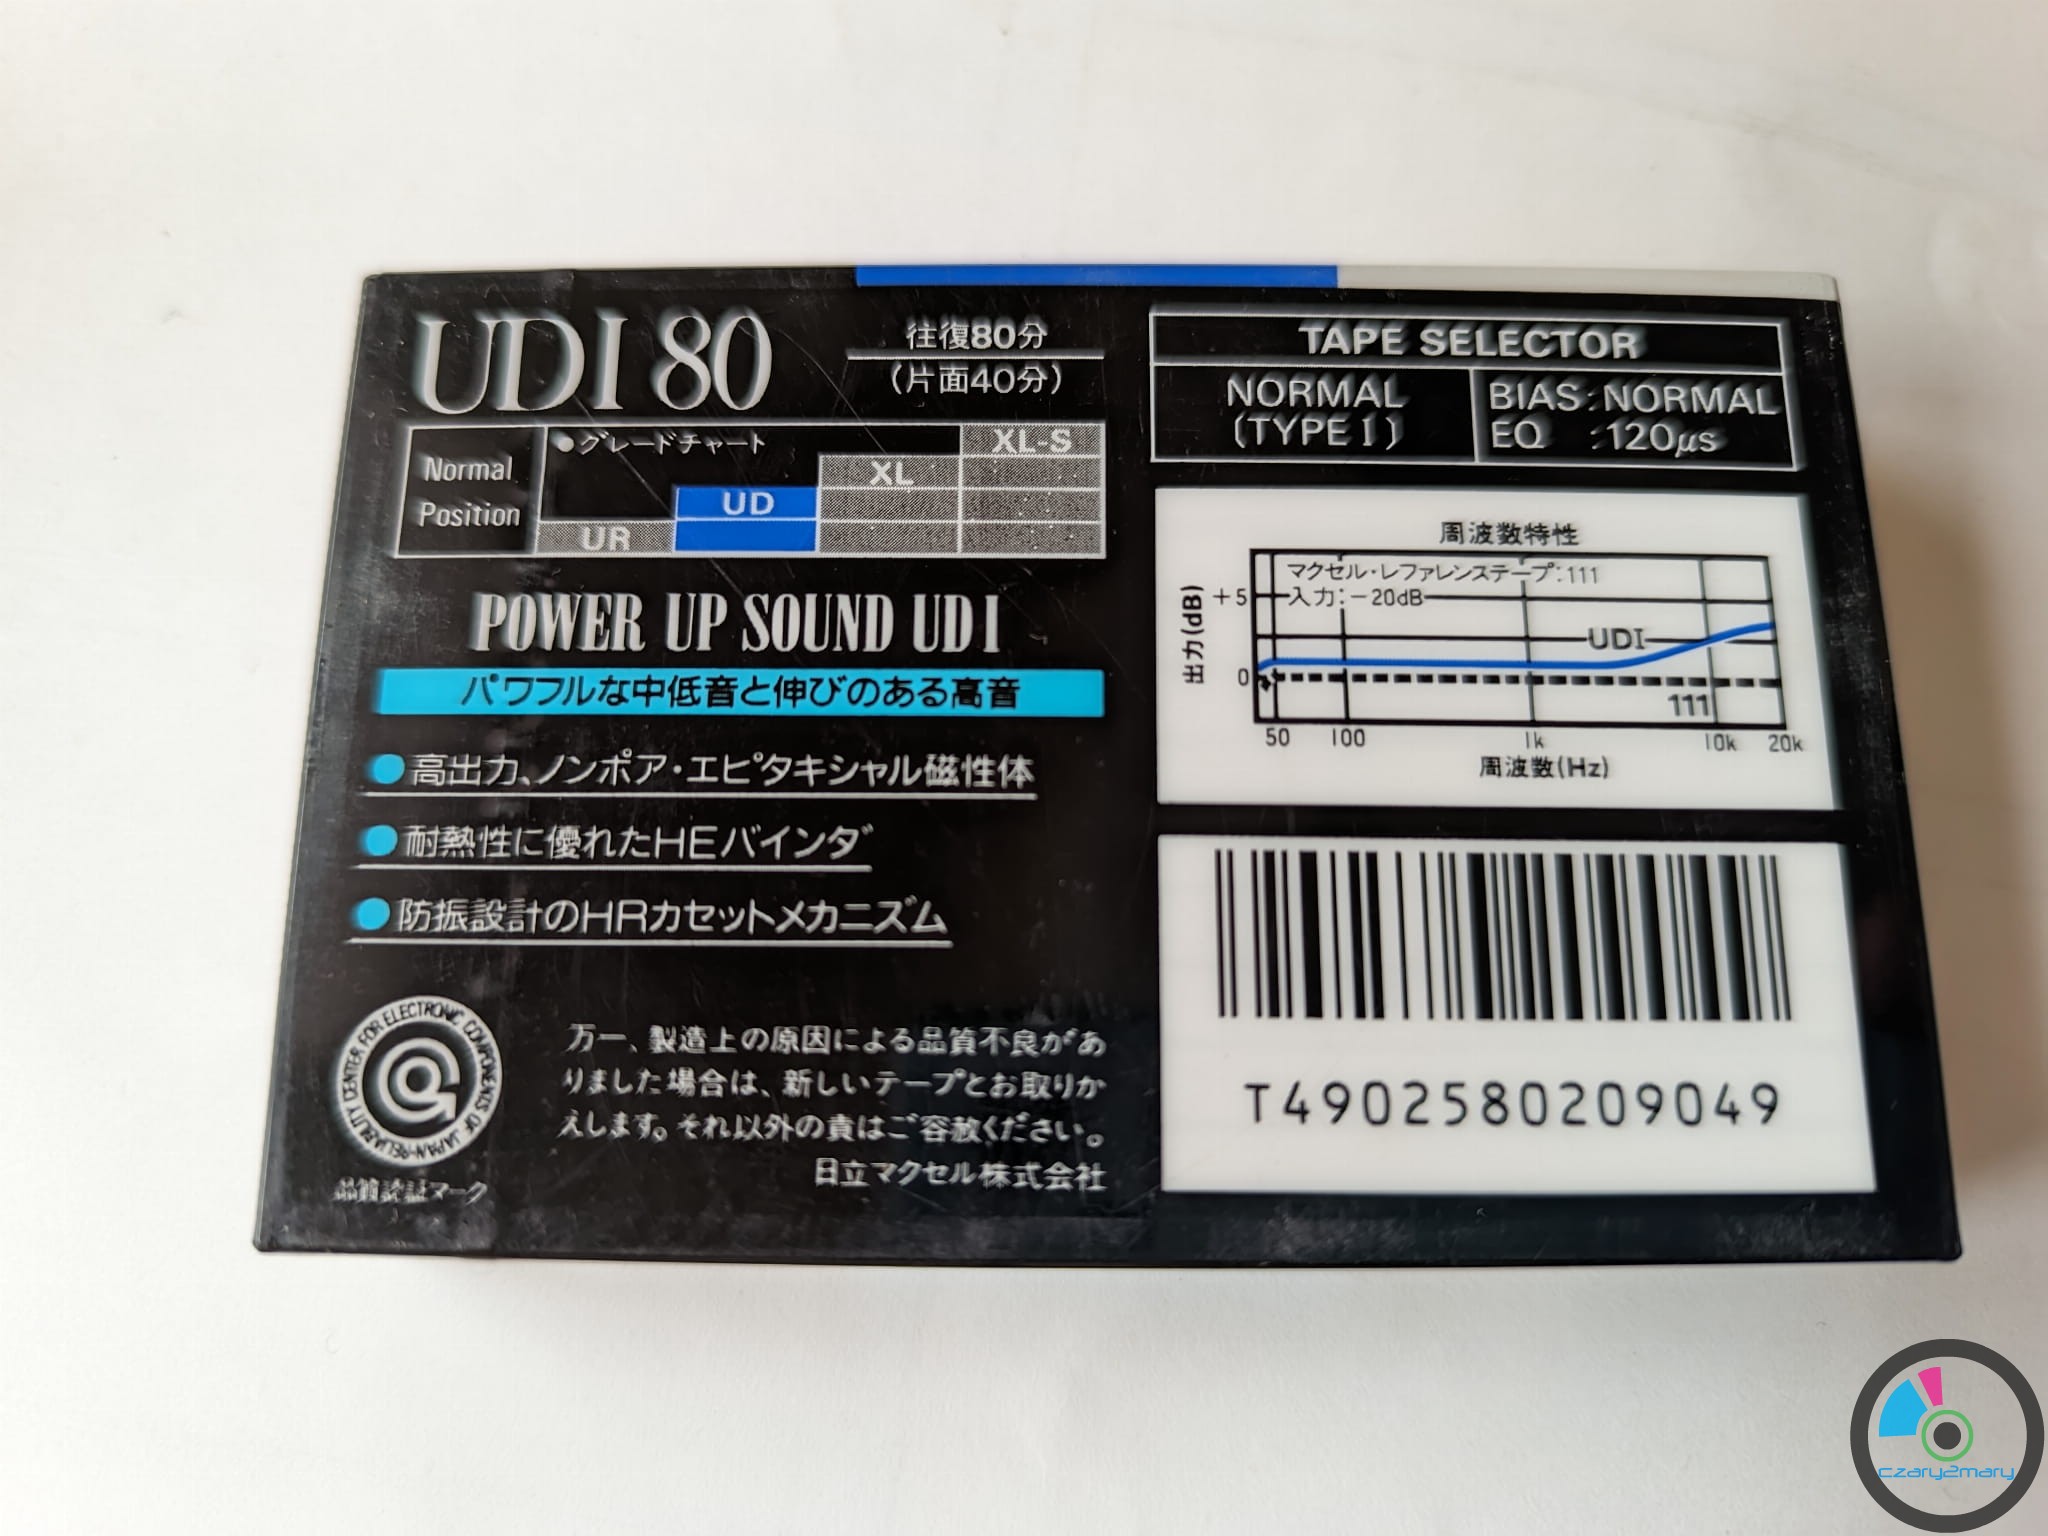 UDI 80
往復80分
(片面40分)
Normal
Position
●グレードチャート
XL-S
XL
UD
UR
POWER UP SOUND UDI
パワフルな中低音と伸びのある高音
●高出力、ノンポア・エピタキシャル磁性体
●耐熱性に優れたHEバインダ
●防振設計のHRカセットメカニズム
RELIABILITY CENTER FOR ELECTRONIC COMPONENTS OF JAPAN
品質認証マーク
万一、製造上の原因による品質不良があ
りました場合は、新しいテープとお取りか
えします。それ以外の責はご容赦ください。
日立マクセル株式会社
TAPE SELECTOR
NORMAL
(TYPE I)
BIAS:NORMAL
EQ :120μs
周波数特性
マクセル・レファレンステープ:111
入力:-20dB
+5
0
出力(dB)
UDI
111
50 100 1k 10k 20k
周波数(Hz)
T4902580209049
czary2mary